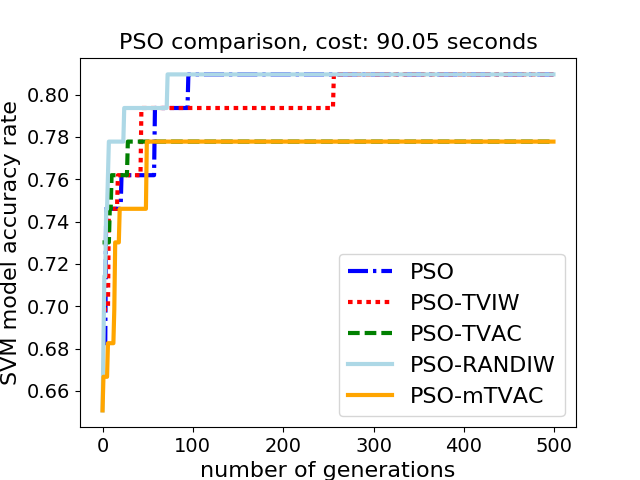 PSO comparison, cost: 90.05 seconds
SVM model accuracy rate
0.80
0.78
0.76
0.74
0.72
0.70
0.68
0.66
PSO
PSO-TVIW
PSO-TVAC
PSO-RANDIW
PSO-mTVAC
0 100 200 300 400 500
number of generations